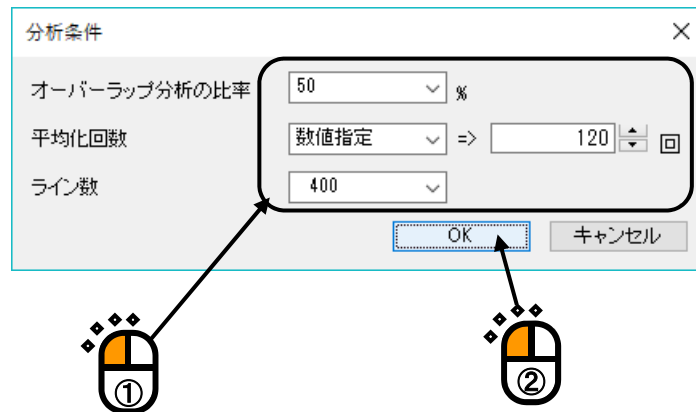 分析条件
オーバーラップ分析の比率 50 %
平均化回数 数値指定 => 120 回
ライン数 400
OK キャンセル
① ②